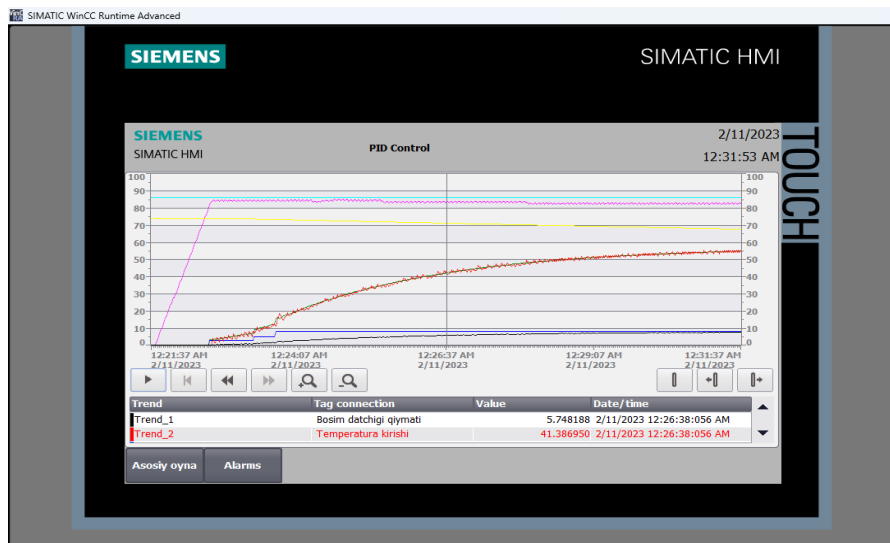 SIMATIC WinCC Runtime Advanced
SIEMENS
SIMATIC HMI
TOUCH
SIEMENS
SIMATIC HMI
PID Control
2/11/2023
12:31:53 AM
100
90
80
70
60
50
40
30
20
10
0
100
90
80
70
60
50
40
30
20
10
0
12:21:37 AM
2/11/2023
12:24:07 AM
2/11/2023
12:26:37 AM
2/11/2023
12:29:07 AM
2/11/2023
12:31:37 AM
2/11/2023
Trend Tag connection Value Date/time
Trend_1 Bosim datchigi qiymati 5.748188 2/11/2023 12:26:38:056 AM
Trend_2 Temperatura kirishi 41.386950 2/11/2023 12:26:38:056 AM
Asosiy oyna
Alarms